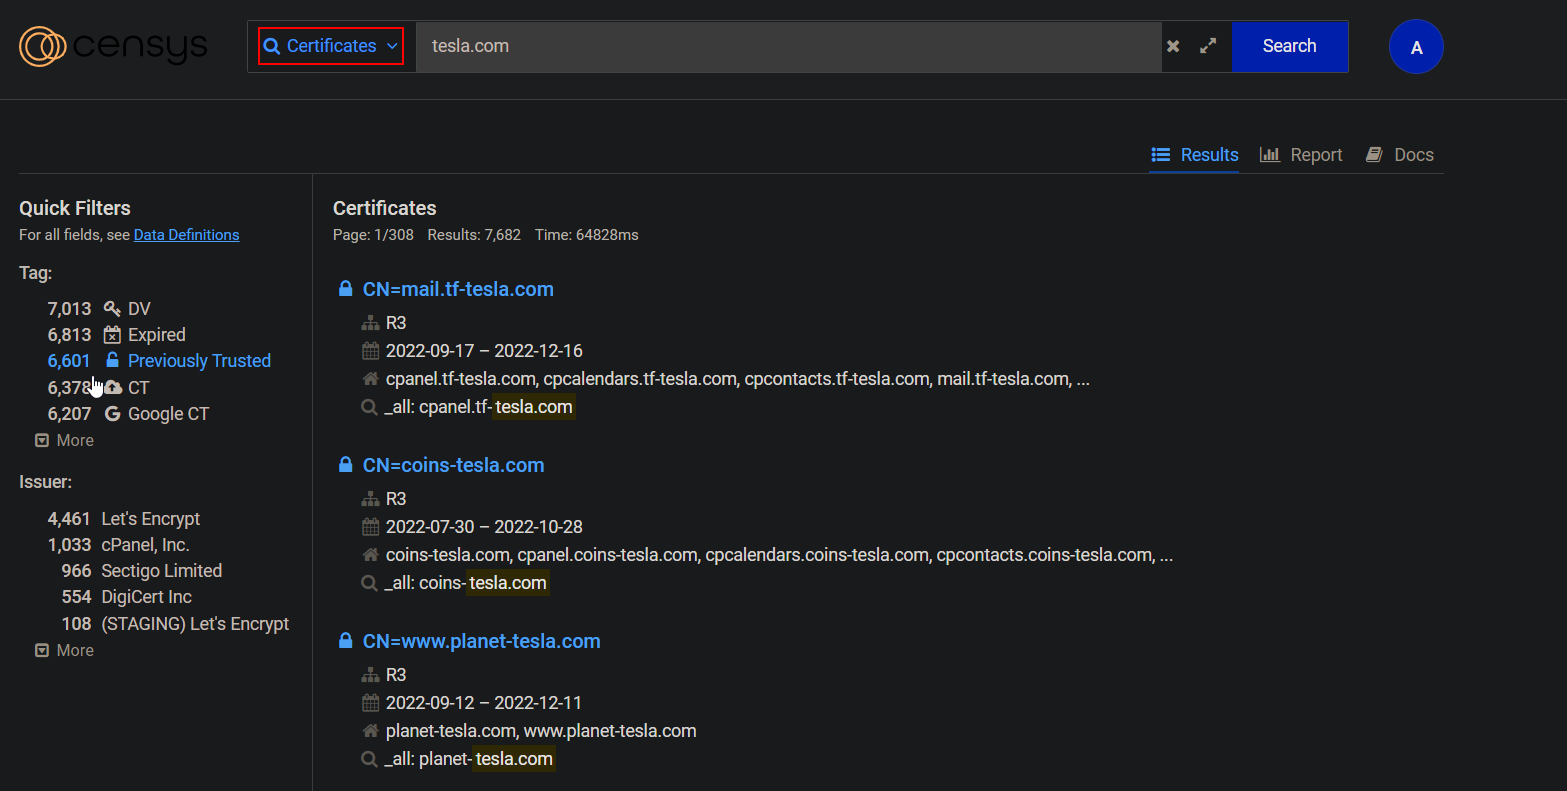 censys
Certificates
tesla.com
Search
A
Results
Report
Docs
Quick Filters
For all fields, see Data Definitions
Tag:
7,013 DV
6,813 Expired
6,601 Previously Trusted
6,378 CT
6,207 Google CT
More
Issuer:
4,461 Let's Encrypt
1,033 cPanel, Inc.
966 Sectigo Limited
554 DigiCert Inc
108 (STAGING) Let's Encrypt
More
Certificates
Page: 1/308 Results: 7,682 Time: 64828ms
CN=mail.tf-tesla.com
R3
2022-09-17 – 2022-12-16
cpanel.tf-tesla.com, cpcalendars.tf-tesla.com, cpcontacts.tf-tesla.com, mail.tf-tesla.com, ...
_all: cpanel.tf-tesla.com
CN=coins-tesla.com
R3
2022-07-30 – 2022-10-28
coins-tesla.com, cpanel.coins-tesla.com, cpcalendars.coins-tesla.com, cpcontacts.coins-tesla.com, ...
_all: coins-tesla.com
CN=www.planet-tesla.com
R3
2022-09-12 – 2022-12-11
planet-tesla.com, www.planet-tesla.com
_all: planet-tesla.com